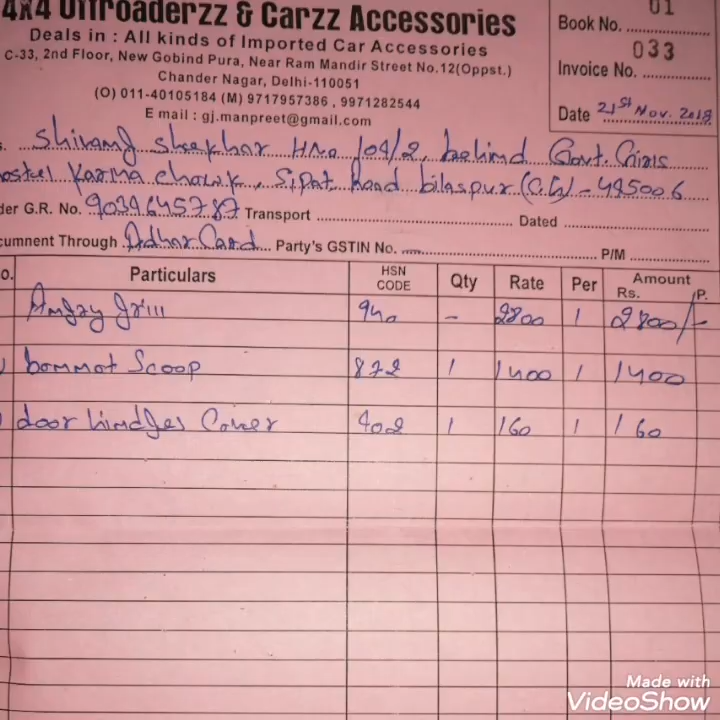 4x4 Offroaderzz & Carzz Accessories
Deals in : All kinds of Imported Car Accessories
C-33, 2nd Floor, New Gobind Pura, Near Ram Mandir Street No.12(Oppst.)
Chander Nagar, Delhi-110051
(O) 011-40105184 (M) 9717957386 , 9971282544
E mail : gj.manpreet@gmail.com
Book No. 01
Invoice No. 033
Date 21st Nov. 2018
s. Shivang Shekhar HNo 104/2, behind Govt. Girls
Hostel Karma Chowk, Sipat Road bilaspur (C.G) - 495006
der G.R. No. 9039645787 Transport Dated
cumnent Through Adhar Card Party's GSTIN No. P/M
o. Particulars HSN CODE Qty Rate Per Amount Rs. P.
Angry Grill 940 - 2800 1 2800/-
bonnot Scoop 872 1 1400 1 1400
door hindges Cover 402 1 160 1 160
Made with
VideoShow